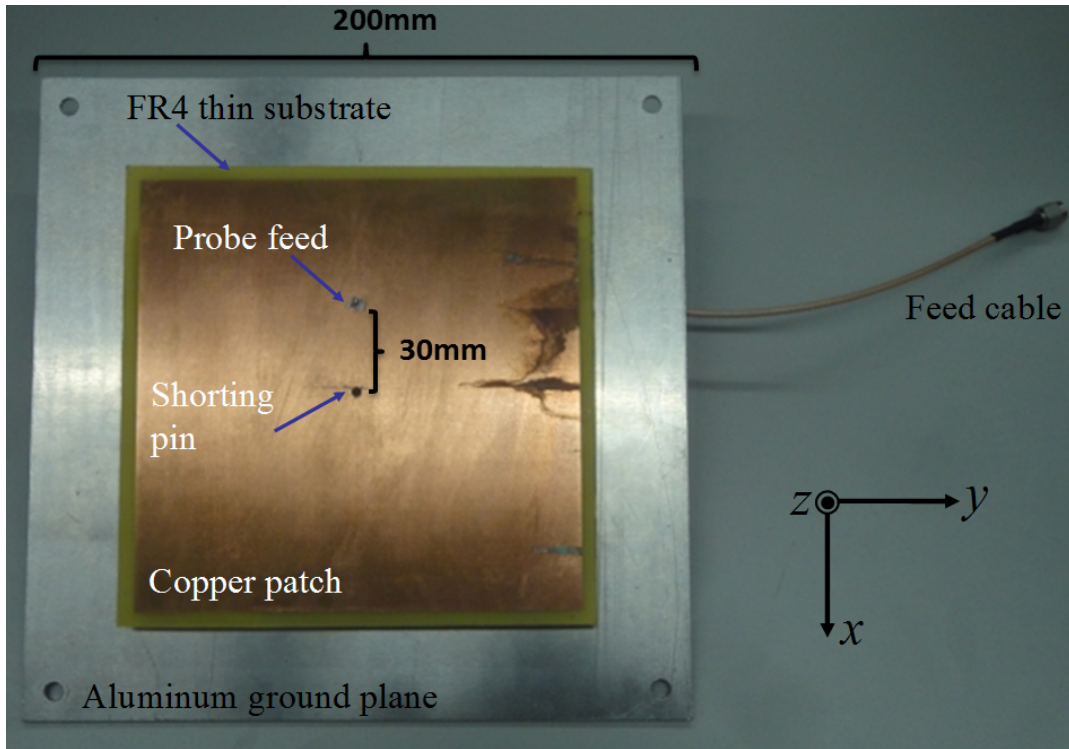 200mm
FR4 thin substrate
Probe feed
Feed cable
30mm
Shorting
pin
z
y
Copper patch
x
Aluminum ground plane